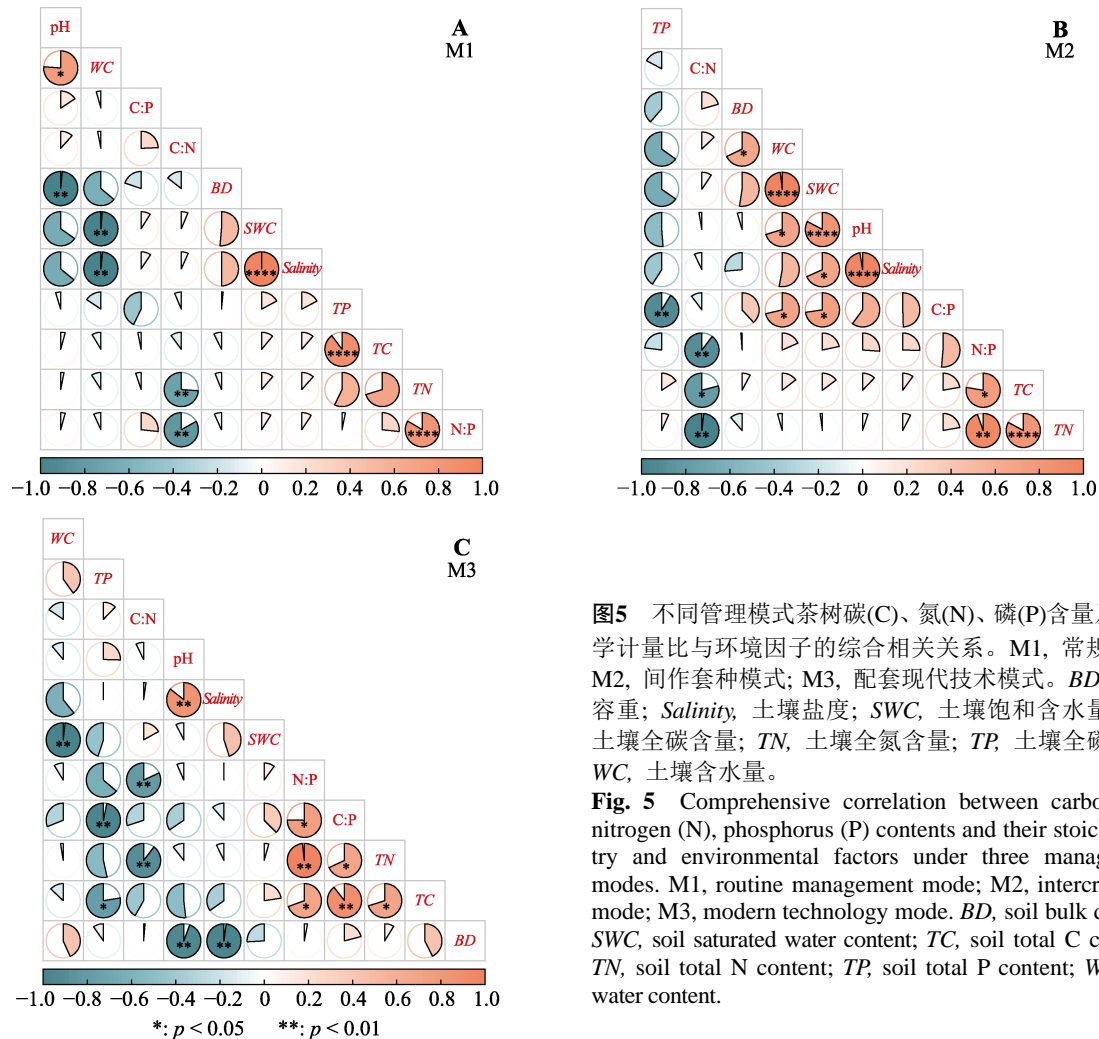 A
M1
pH
*
WC
C:P
C:N
**
BD
**
SWC
**
****
Salinity
TP
****
TC
**
TN
**
****
N:P
−1.0 −0.8 −0.6 −0.4 −0.2 0 0.2 0.4 0.6 0.8 1.0
B
M2
TP
C:N
BD
*
WC
****
SWC
*
****
pH
*
****
Salinity
**
*
*
C:P
**
N:P
*
*
TC
**
**
****
TN
−1.0 −0.8 −0.6 −0.4 −0.2 0 0.2 0.4 0.6 0.8 1.0
C
M3
WC
TP
C:N
pH
**
Salinity
**
SWC
**
N:P
**
*
C:P
**
**
*
TN
*
*
**
*
TC
**
**
BD
−1.0 −0.8 −0.6 −0.4 −0.2 0 0.2 0.4 0.6 0.8 1.0
*: p < 0.05 **: p < 0.01
图5 不同管理模式茶树碳(C)、氮(N)、磷(P)含量
学计量比与环境因子的综合相关关系。M1, 常规
M2, 间作套种模式; M3, 配套现代技术模式。BD
容重; Salinity, 土壤盐度; SWC, 土壤饱和含水量
土壤全碳含量; TN, 土壤全氮含量; TP, 土壤全磷
WC, 土壤含水量。
Fig. 5 Comprehensive correlation between carbo
nitrogen (N), phosphorus (P) contents and their stoich
try and environmental factors under three manag
modes. M1, routine management mode; M2, intercr
mode; M3, modern technology mode. BD, soil bulk d
SWC, soil saturated water content; TC, soil total C c
TN, soil total N content; TP, soil total P content; W
water content.